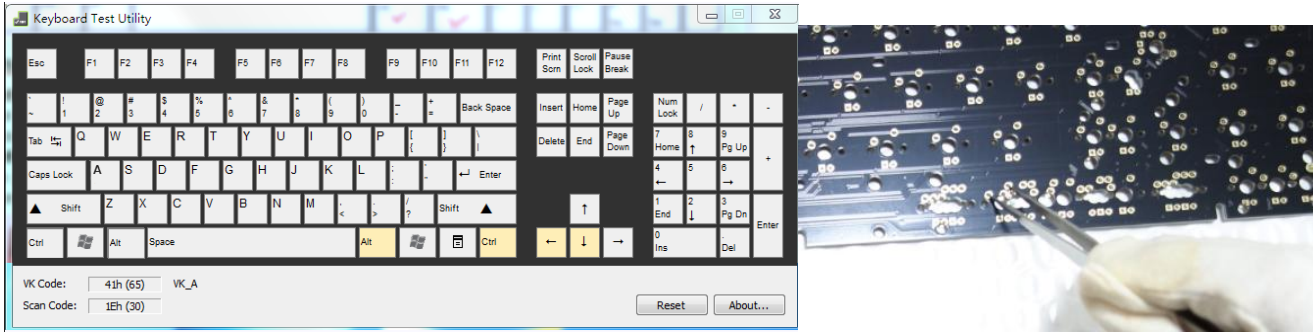 Keyboard Test Utility
Esc F1 F2 F3 F4 F5 F6 F7 F8 F9 F10 F11 F12 Print Scrn Scroll Lock Pause Break
` ~ ! 1 @ 2 # 3 $ 4 % 5 ^ 6 & 7 * 8 ( 9 ) 0 _ - + = Back Space Insert Home Page Up Num Lock / * -
Tab Q W E R T Y U I O P [ { ] } \ | Delete End Page Down 7 Home 8 ↑ 9 Pg Up +
Caps Lock A S D F G H J K L ; : Enter 4 ← 5 6 →
Shift Z X C V B N M , < . > / ? Shift ↑ 1 End 2 ↓ 3 Pg Dn Enter
Ctrl Alt Space Alt Ctrl ← ↓ → 0 Ins . Del
VK Code: 41h (65) VK_A
Scan Code: 1Eh (30) Reset About...